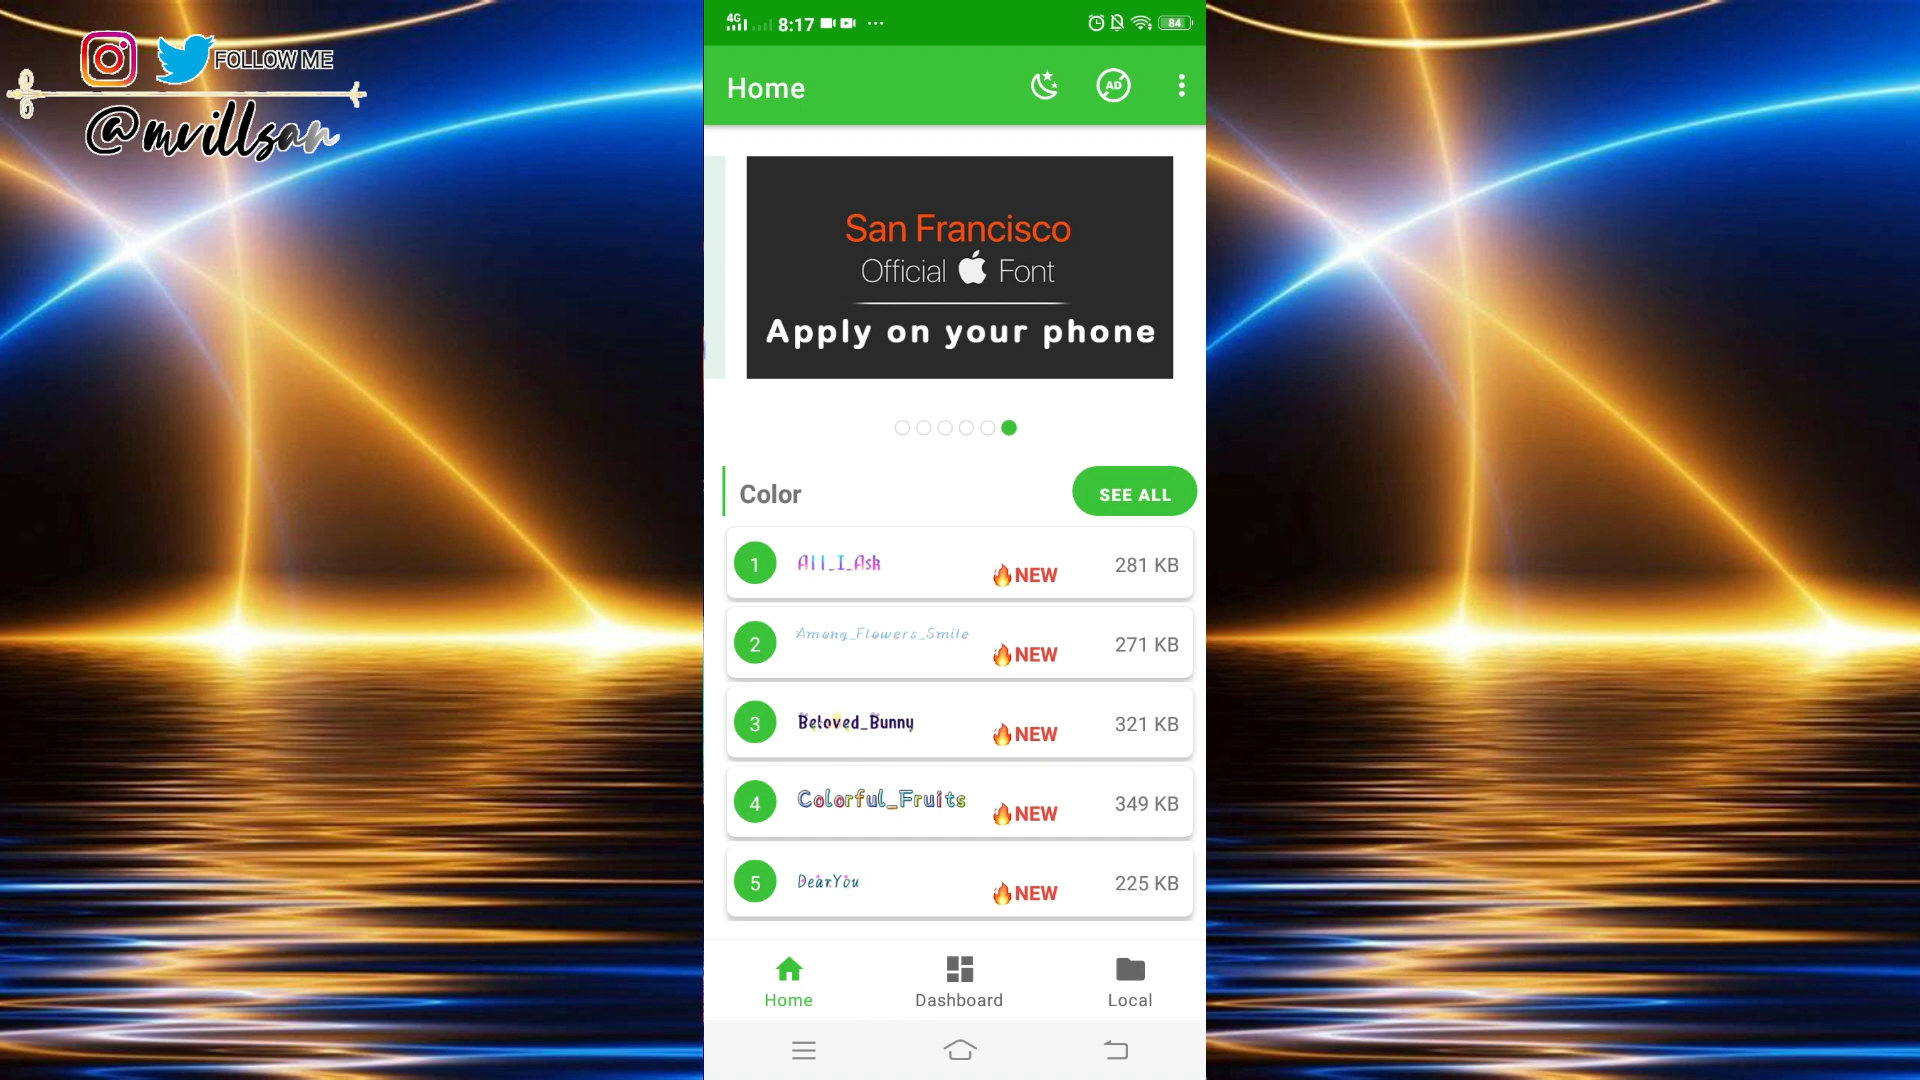 FOLLOW ME
@mvillsan
4G 8:17 84
Home AD
San Francisco
Official Font
Apply on your phone
Color SEE ALL
1 All_I_Ask NEW 281 KB
2 Among_Flowers_Smile NEW 271 KB
3 Beloved_Bunny NEW 321 KB
4 Colorful_Fruits NEW 349 KB
5 DearYou NEW 225 KB
Home Dashboard Local